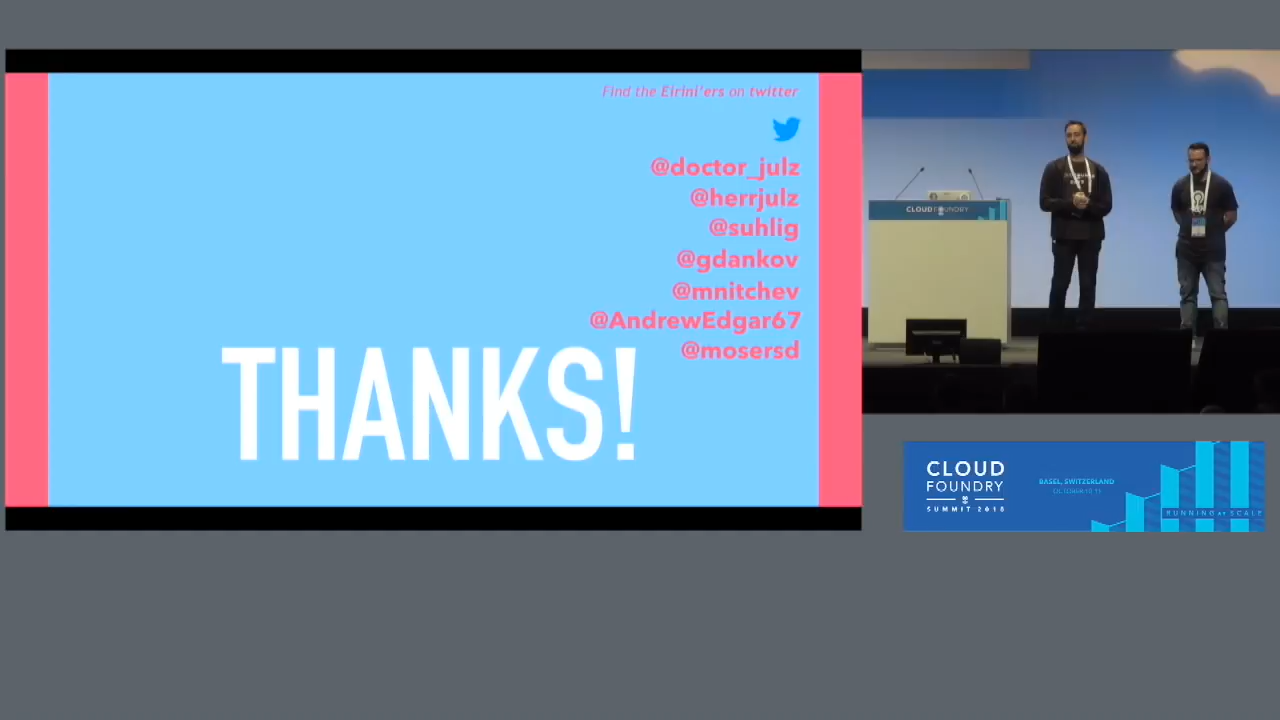 Find the Eirini'ers on twitter
@doctor_julz
@herrjulz
@suhlig
@gdankov
@mnitchev
@AndrewEdgar67
@mosersd
THANKS!
CLOUD FOUNDRY
CLOUD
FOUNDRY
SUMMIT 2018
BASEL, SWITZERLAND
RUNNING AT SCALE